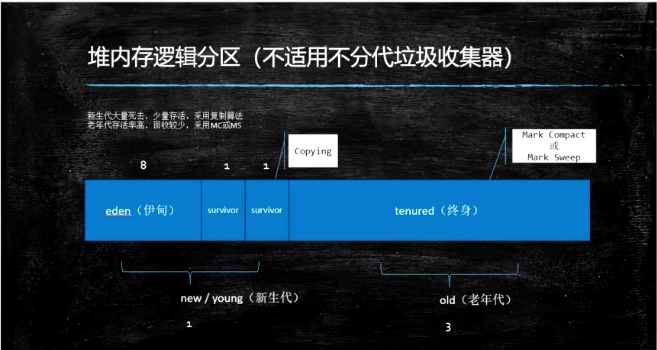 堆内存逻辑分区（不适用不分代垃圾收集器）
新生代大量死去，少量存活，采用复制算法
老年代存活率高，回收较少，采用MC或MS
8
1
1
Copying
Mark Compact
或
Mark Sweep
eden（伊甸）
survivor
survivor
tenured（终身）
new / young（新生代）
old（老年代）
1
3